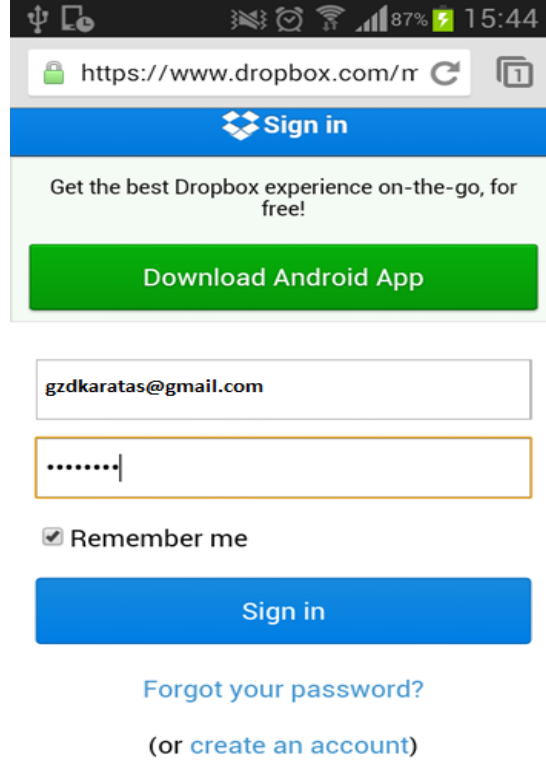 87% 15:44
https://www.dropbox.com/m
1
Sign in
Get the best Dropbox experience on-the-go, for
free!
Download Android App
gzdkaratas@gmail.com
••••••••
Remember me
Sign in
Forgot your password?
(or create an account)